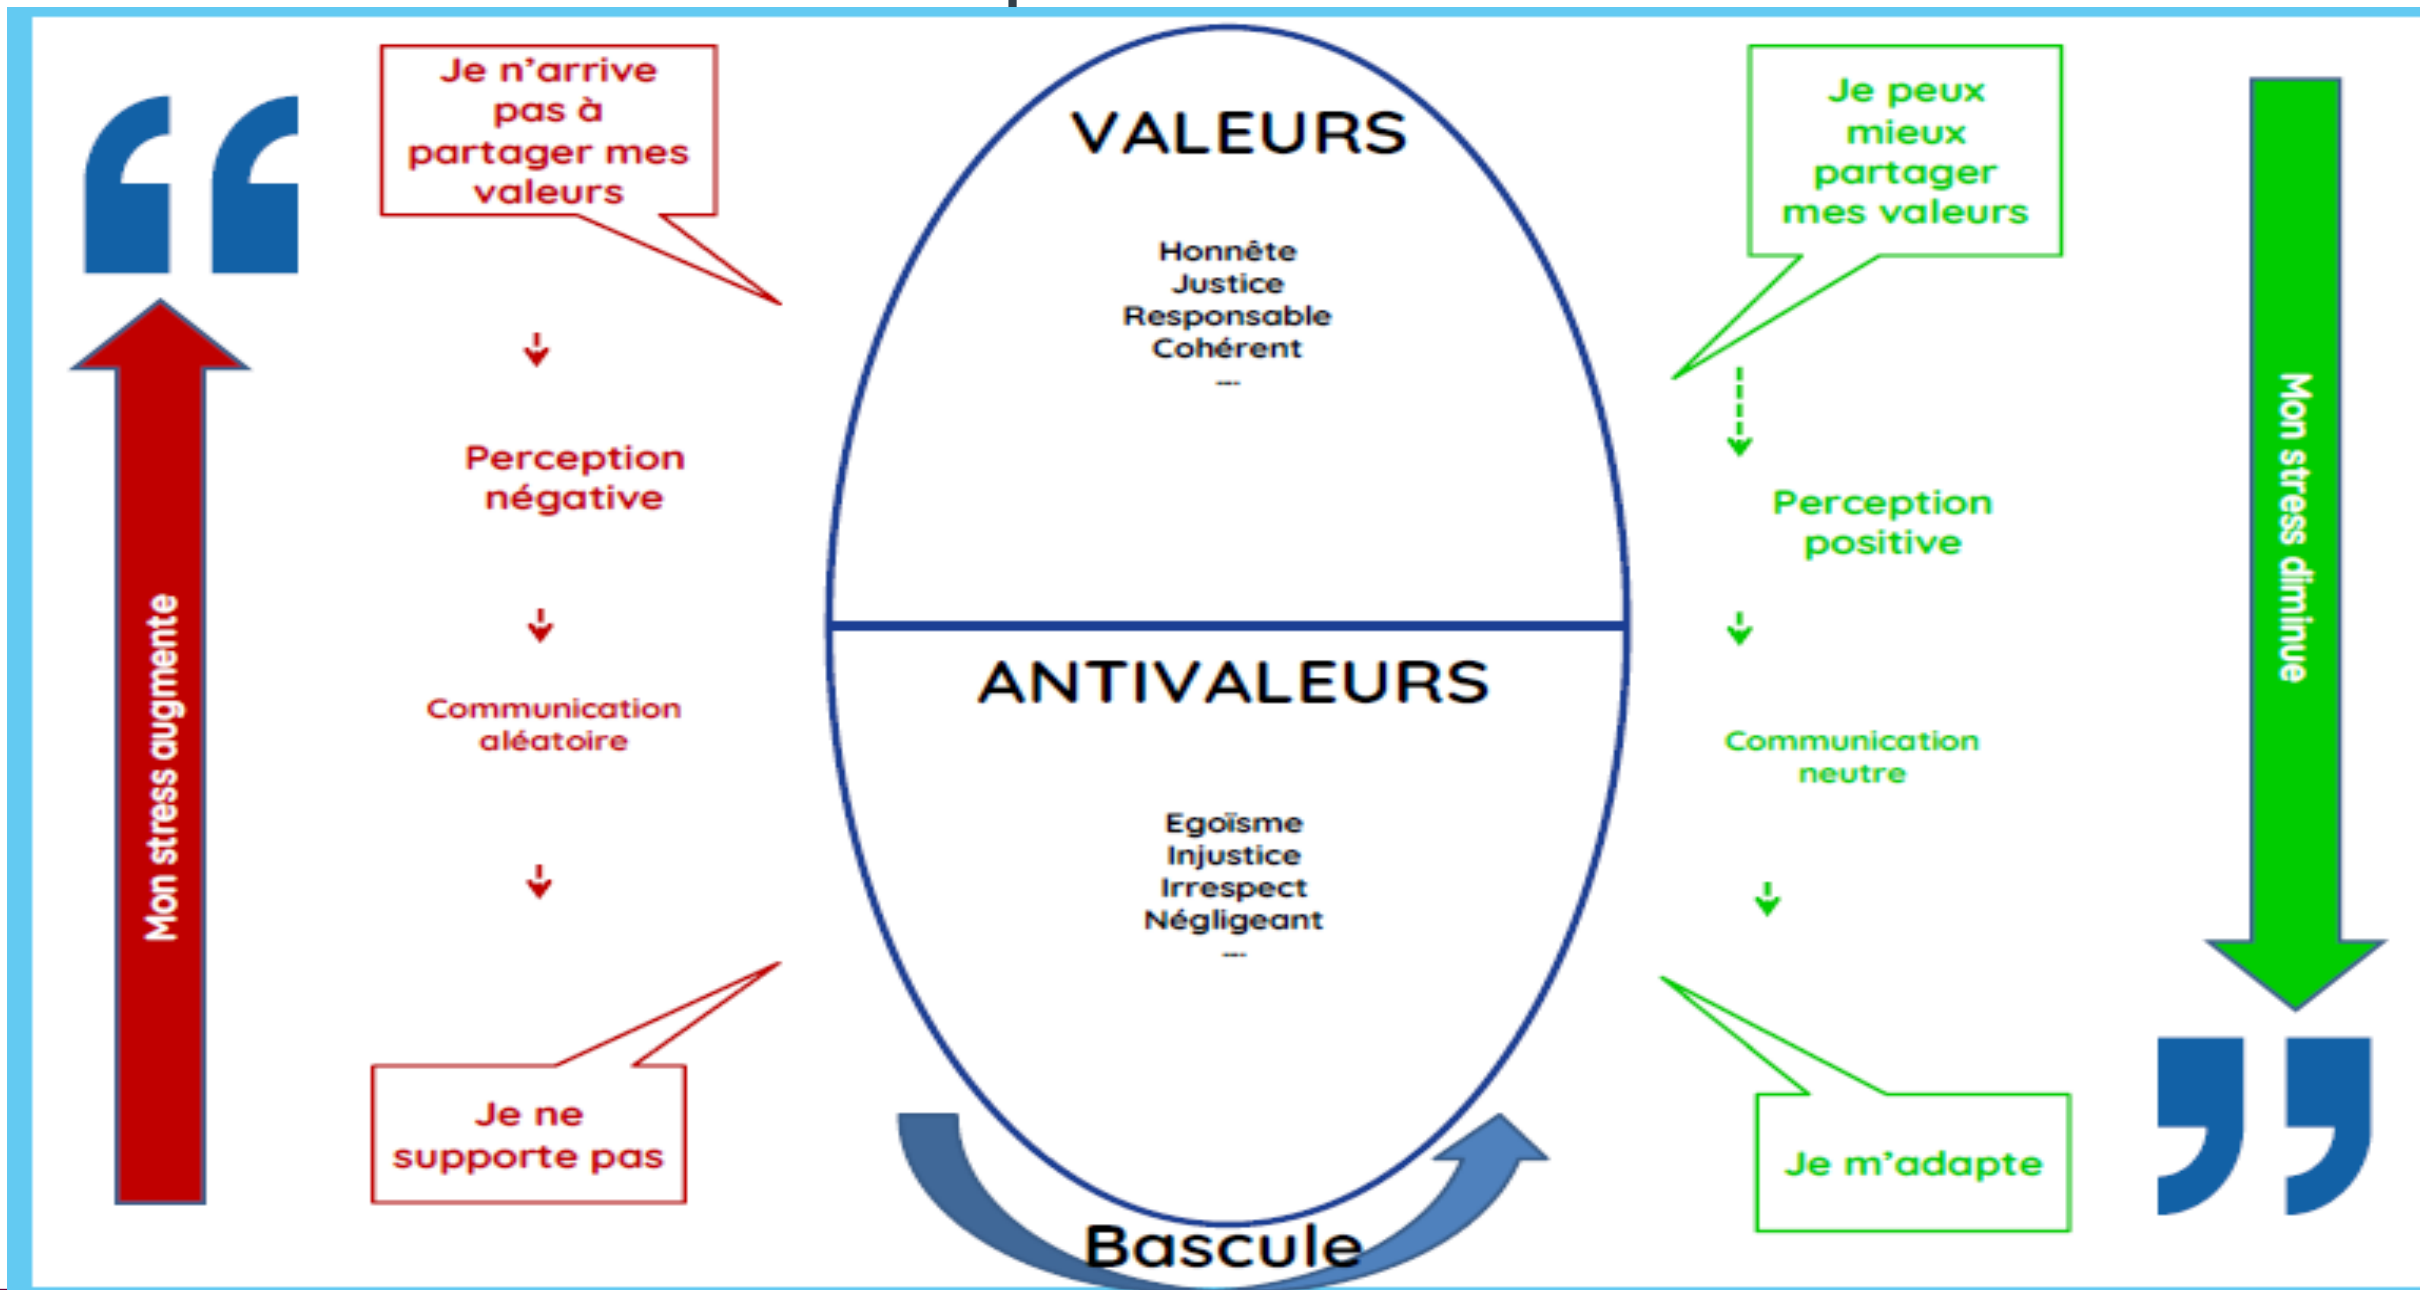 Je n'arrive
pas à
partager mes
valeurs
Perception
négative
Communication
aléatoire
Je ne
supporte pas
Mon stress augmente
VALEURS
Honnête
Justice
Responsable
Cohérent
---
ANTIVALEURS
Egoïsme
Injustice
Irrespect
Négligeant
---
Bascule
Je peux
mieux
partager
mes valeurs
Perception
positive
Communication
neutre
Je m'adapte
Mon stress diminue